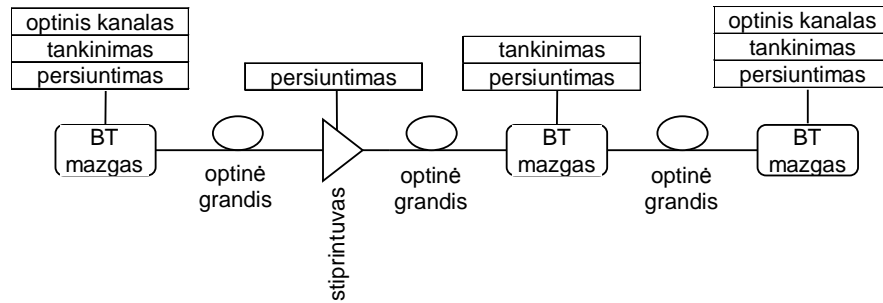 optinis kanalas
tankinimas
persiuntimas
persiuntimas
tankinimas
persiuntimas
optinis kanalas
tankinimas
persiuntimas
BT
mazgas
optinė
grandis
stiprintuvas
optinė
grandis
BT
mazgas
optinė
grandis
BT
mazgas